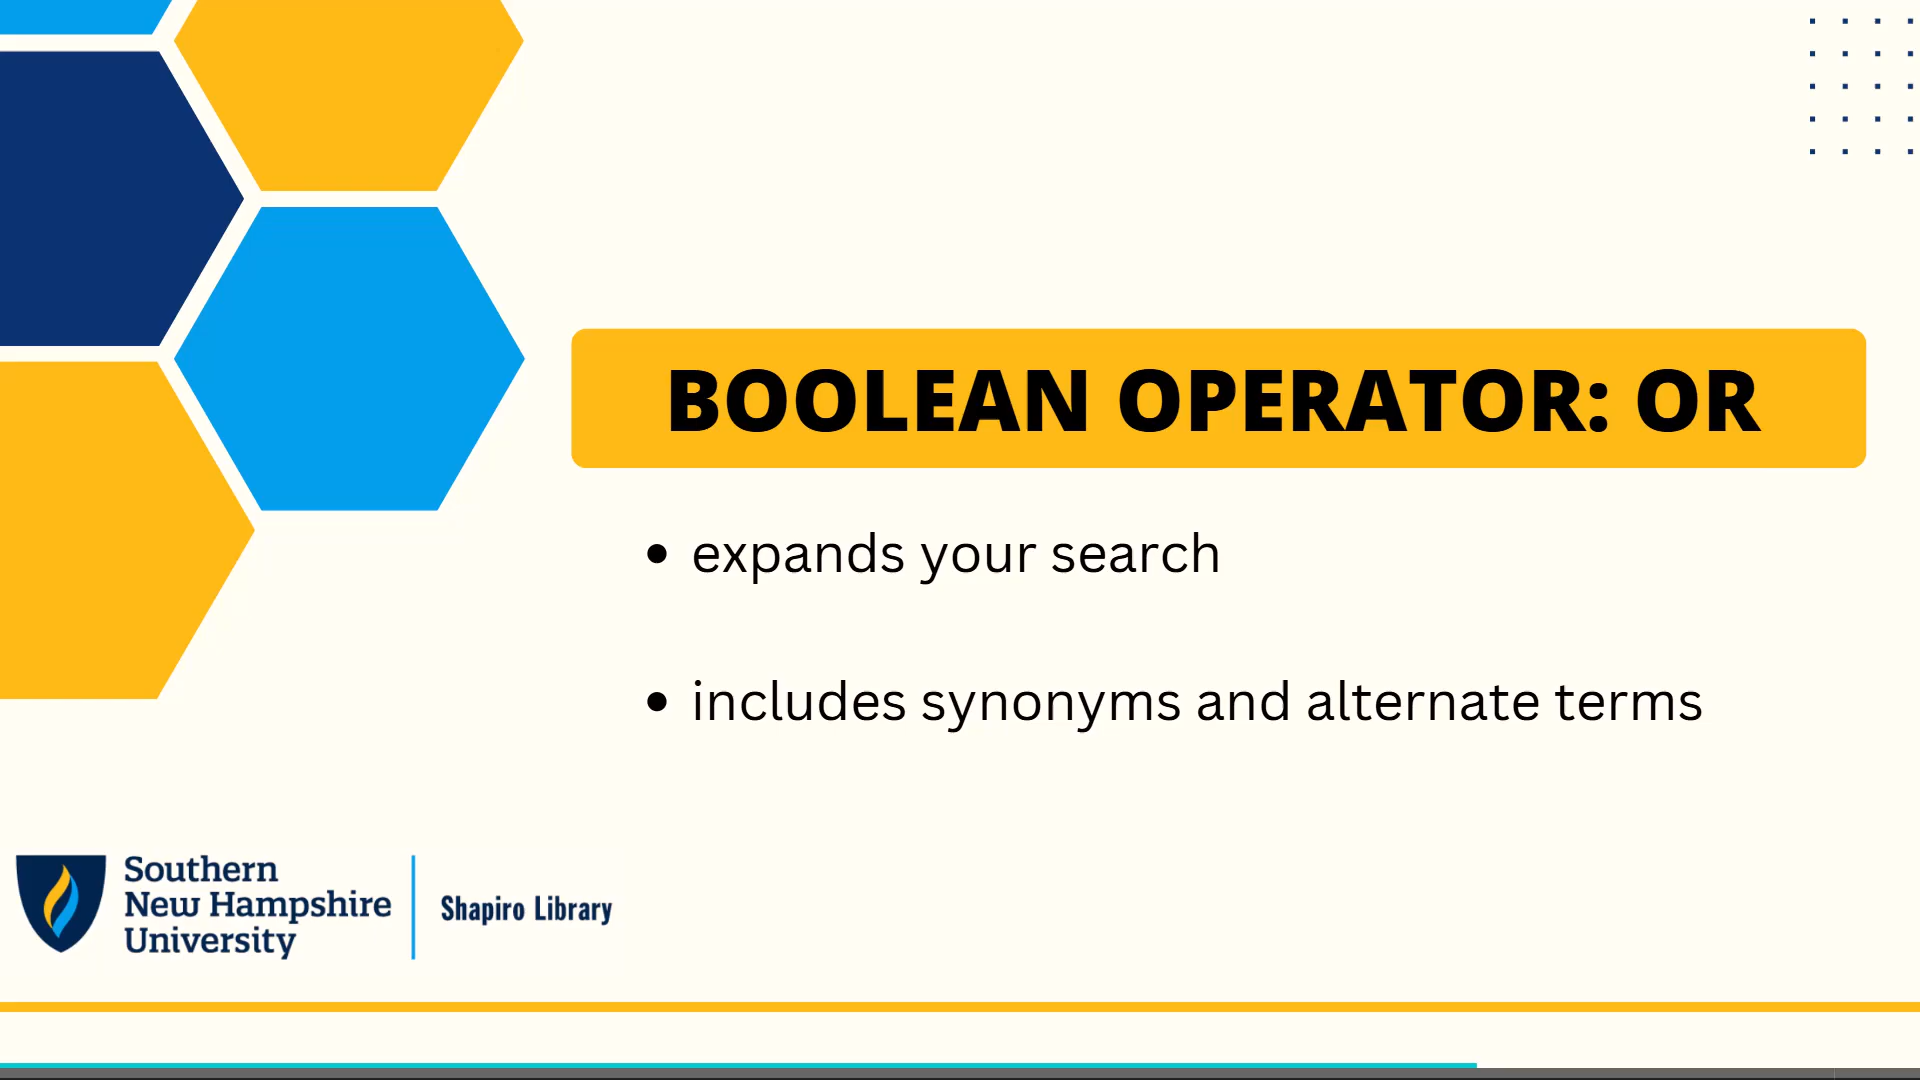 BOOLEAN OPERATOR: OR
• expands your search
• includes synonyms and alternate terms
Southern
New Hampshire
University
Shapiro Library